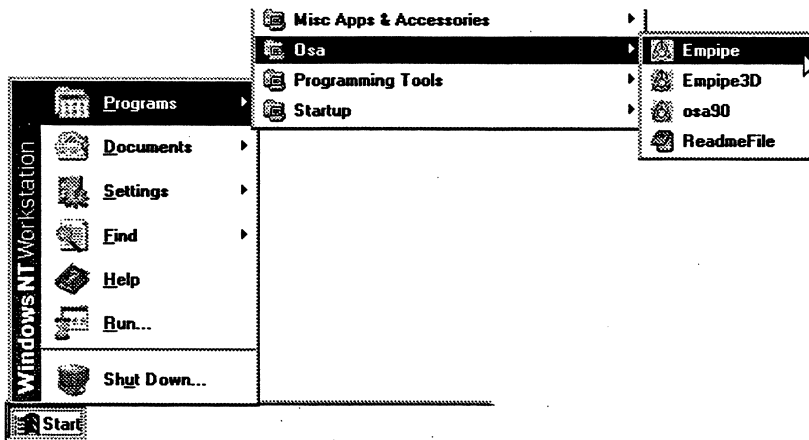 Misc Apps & Accessories
Osa
Programming Tools
Startup
Empipe
Empipe3D
osa90
ReadmeFile
Programs
Documents
Settings
Find
Help
Run...
Shut Down...
Windows NT Workstation
Start